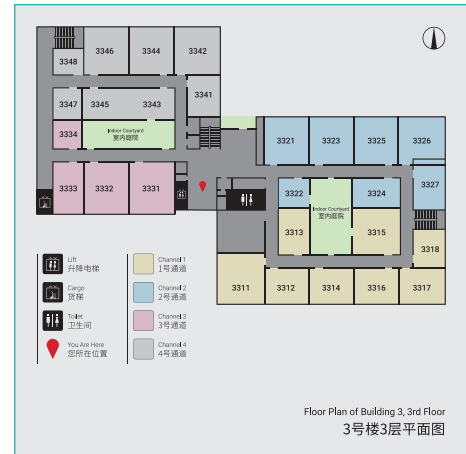 3348
3346
3344
3342
3347
3345
3343
3341
3334
Indoor Courtyard
室内庭院
3333
3332
3331
3321
3323
3325
3326
3322
3324
3327
Indoor Courtyard
室内庭院
3313
3315
3318
3311
3312
3314
3316
3317
Lift
升降电梯
Cargo
货梯
Toilet
卫生间
You Are Here
您所在位置
Channel 1
1号通道
Channel 2
2号通道
Channel 3
3号通道
Channel 4
4号通道
Floor Plan of Building 3, 3rd Floor
3号楼3层平面图